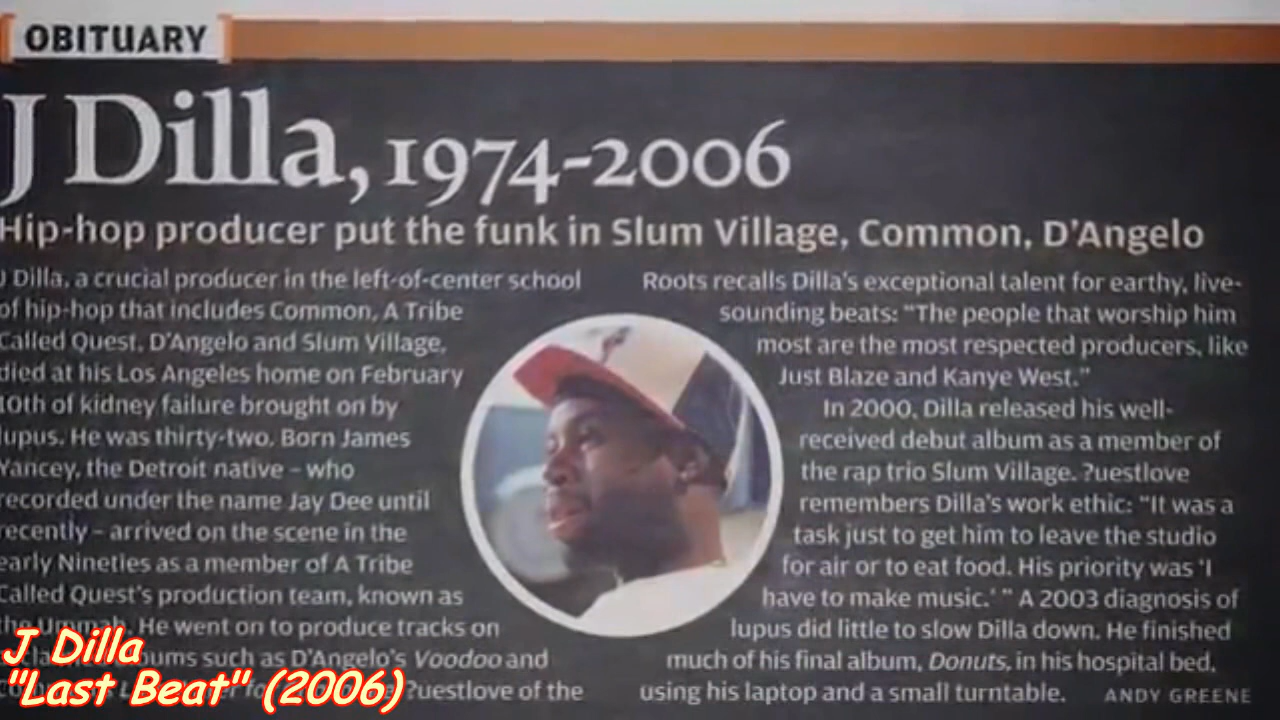 OBITUARY
J Dilla, 1974-2006
Hip-hop producer put the funk in Slum Village, Common, D'Angelo
J Dilla, a crucial producer in the left-of-center school
of hip-hop that includes Common, A Tribe
Called Quest, D'Angelo and Slum Village,
died at his Los Angeles home on February
10th of kidney failure brought on by
lupus. He was thirty-two. Born James
Yancey, the Detroit native – who
recorded under the name Jay Dee until
recently – arrived on the scene in the
early Nineties as a member of A Tribe
Called Quest's production team, known as
the Ummah. He went on to produce tracks on
such as D'Angelo's Voodoo and
?uestlove of the
Roots recalls Dilla's exceptional talent for earthy, live-
sounding beats: "The people that worship him
most are the most respected producers, like
Just Blaze and Kanye West."
In 2000, Dilla released his well-
received debut album as a member of
the rap trio Slum Village. ?uestlove
remembers Dilla's work ethic: "It was a
task just to get him to leave the studio
for air or to eat food. His priority was 'I
have to make music.' " A 2003 diagnosis of
lupus did little to slow Dilla down. He finished
much of his final album, Donuts, in his hospital bed,
using his laptop and a small turntable. ANDY GREENE
J Dilla
"Last Beat" (2006)